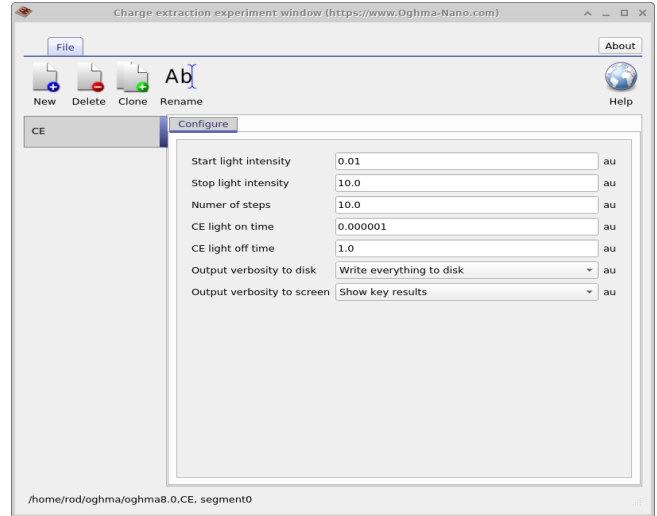 Charge extraction experiment window (https://www.Oghma-Nano.com)
File
About
Ab
New Delete Clone Rename
Help
CE
Configure
Start light intensity 0.01 au
Stop light intensity 10.0 au
Numer of steps 10.0 au
CE light on time 0.000001 au
CE light off time 1.0 au
Output verbosity to disk Write everything to disk au
Output verbosity to screen Show key results au
/home/rod/oghma/oghma8.0,CE, segment0